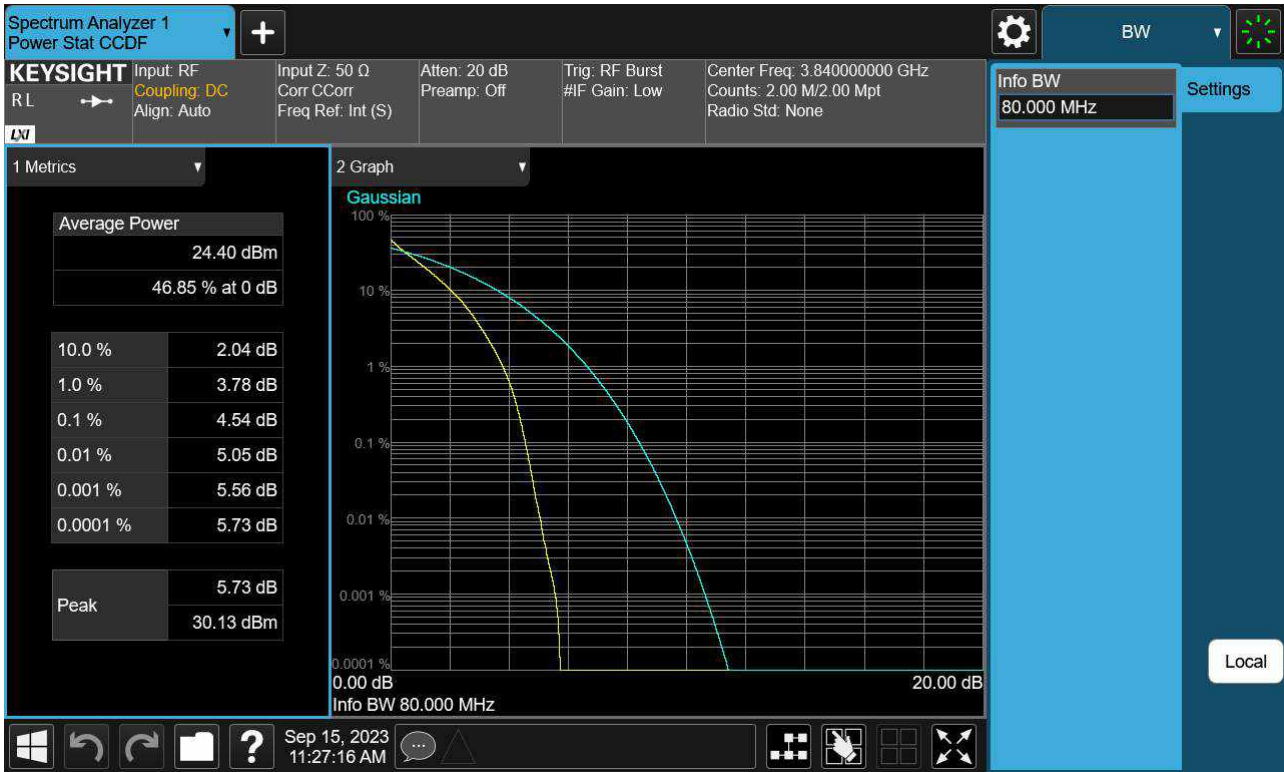 Spectrum Analyzer 1
Power Stat CCDF
+
BW
KEYSIGHT
RL
LXI
Input: RF
Coupling: DC
Align: Auto
Input Z: 50 Ω
Corr CCorr
Freq Ref: Int (S)
Atten: 20 dB
Preamp: Off
Trig: RF Burst
#IF Gain: Low
Center Freq: 3.840000000 GHz
Counts: 2.00 M/2.00 Mpt
Radio Std: None
Info BW
80.000 MHz
Settings
1 Metrics
Average Power
24.40 dBm
46.85 % at 0 dB
10.0 % 2.04 dB
1.0 % 3.78 dB
0.1 % 4.54 dB
0.01 % 5.05 dB
0.001 % 5.56 dB
0.0001 % 5.73 dB
Peak
5.73 dB
30.13 dBm
2 Graph
Gaussian
100 %
10 %
1 %
0.1 %
0.01 %
0.001 %
0.0001 %
0.00 dB 20.00 dB
Info BW 80.000 MHz
Local
?
Sep 15, 2023
11:27:16 AM